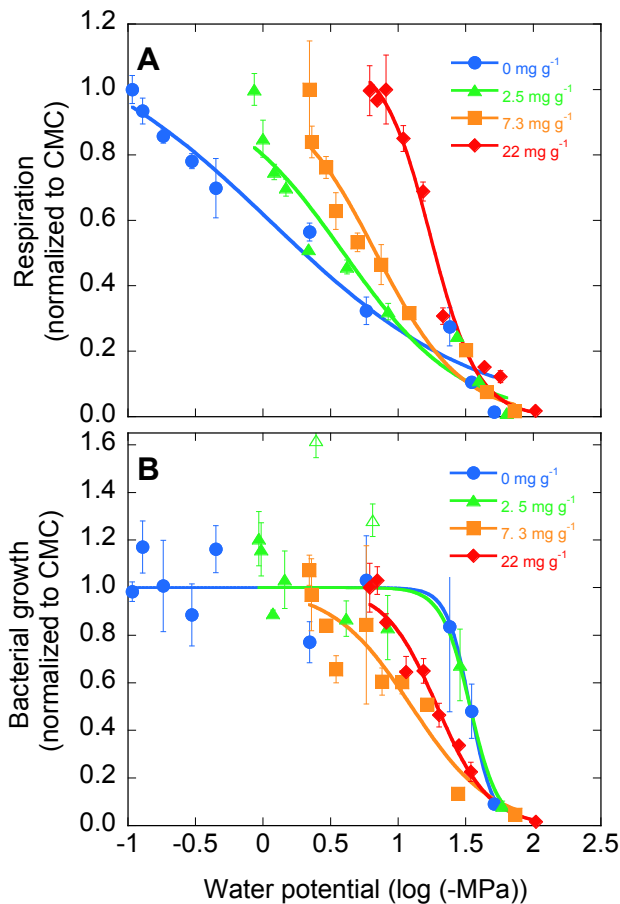 A
Respiration
(normalized to CMC)
1.2
1.0
0.8
0.6
0.4
0.2
0.0
0 mg g⁻¹
2.5 mg g⁻¹
7.3 mg g⁻¹
22 mg g⁻¹
B
Bacterial growth
(normalized to CMC)
1.6
1.4
1.2
1.0
0.8
0.6
0.4
0.2
0.0
0 mg g⁻¹
2. 5 mg g⁻¹
7. 3 mg g⁻¹
22 mg g⁻¹
-1 -0.5 0 0.5 1 1.5 2 2.5
Water potential (log (-MPa))